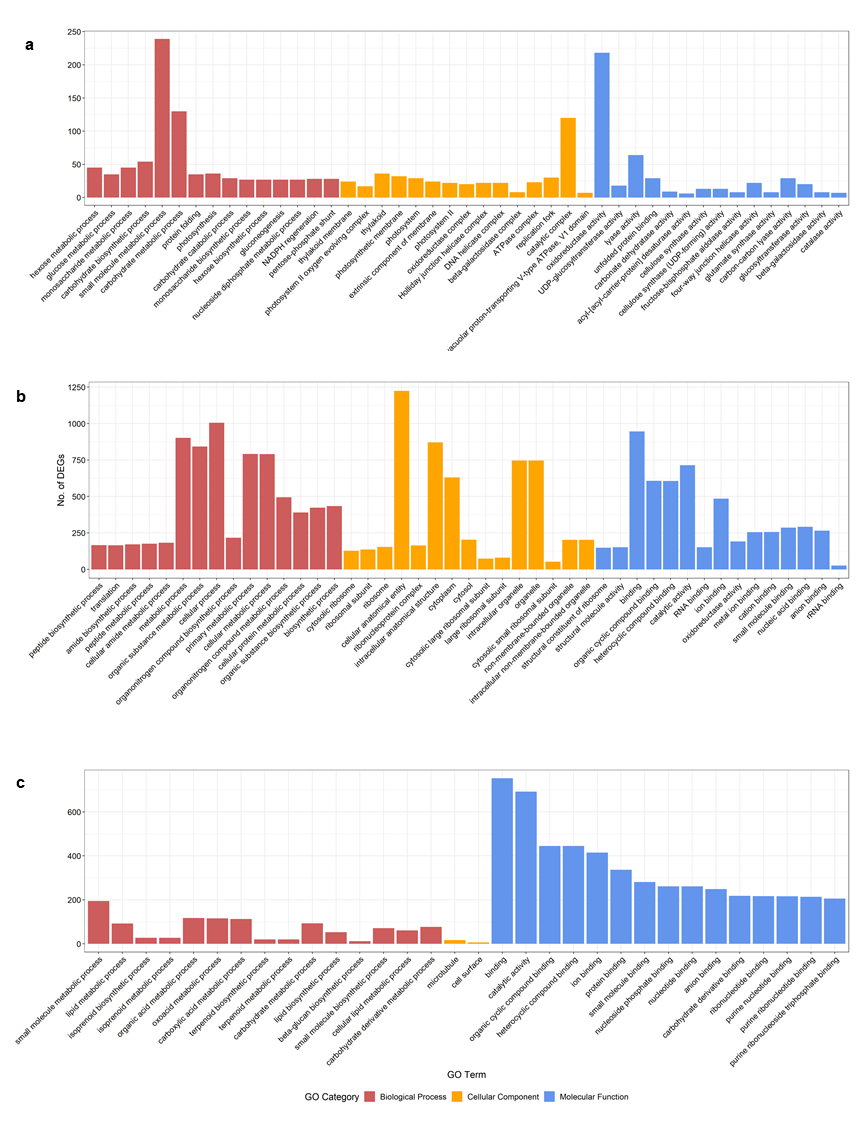 a
250
200
150
100
50
0
hexose metabolic process
glucose metabolic process
monosaccharide metabolic process
carbohydrate biosynthetic process
small molecule metabolic process
carbohydrate metabolic process
protein folding
photosynthesis
carbohydrate catabolic process
monosaccharide biosynthetic process
hexose biosynthetic process
gluconeogenesis
nucleoside diphosphate metabolic process
NADPH regeneration
pentose-phosphate shunt
thylakoid membrane
photosystem II oxygen evolving complex
thylakoid
photosynthetic membrane
photosystem
extrinsic component of membrane
photosystem II
oxidoreductase complex
Holliday junction helicase complex
DNA helicase complex
beta-galactosidase complex
ATPase complex
replication fork
catalytic complex
acuolar proton-transporting V-type ATPase, V1 domain
oxidoreductase activity
UDP-glucosyltransferase activity
lyase activity
unfolded protein binding
carbonate dehydratase activity
acyl-[acyl-carrier-protein] desaturase activity
cellulose synthase activity
cellulose synthase (UDP-forming) activity
fructose-bisphosphate aldolase activity
four-way junction helicase activity
glutamate synthase activity
carbon-carbon lyase activity
glucosyltransferase activity
beta-galactosidase activity
catalase activity
b
No. of DEGs
1250
1000
750
500
250
0
peptide biosynthetic process
translation
amide biosynthetic process
peptide metabolic process
cellular amide metabolic process
metabolic process
organic substance metabolic process
cellular process
organonitrogen compound biosynthetic process
primary metabolic process
cellular metabolic process
organonitrogen compound metabolic process
cellular protein metabolic process
organic substance biosynthetic process
biosynthetic process
cytosolic ribosome
ribosomal subunit
ribosome
cellular anatomical entity
ribonucleoprotein complex
intracellular anatomical structure
cytoplasm
cytosol
cytosolic large ribosomal subunit
large ribosomal subunit
intracellular organelle
organelle
cytosolic small ribosomal subunit
non-membrane-bounded organelle
intracellular non-membrane-bounded organelle
structural constituent of ribosome
structural molecule activity
binding
organic cyclic compound binding
heterocyclic compound binding
catalytic activity
RNA binding
ion binding
oxidoreductase activity
metal ion binding
cation binding
small molecule binding
nucleic acid binding
anion binding
rRNA binding
c
600
400
200
0
small molecule metabolic process
lipid metabolic process
isoprenoid biosynthetic process
isoprenoid metabolic process
organic acid metabolic process
oxoacid metabolic process
carboxylic acid metabolic process
terpenoid biosynthetic process
terpenoid metabolic process
carbohydrate metabolic process
lipid biosynthetic process
beta-glucan biosynthetic process
small molecule biosynthetic process
cellular lipid metabolic process
carbohydrate derivative metabolic process
microtubule
cell surface
binding
catalytic activity
organic cyclic compound binding
heterocyclic compound binding
ion binding
protein binding
small molecule binding
nucleoside phosphate binding
nucleotide binding
anion binding
carbohydrate derivative binding
ribonucleotide binding
purine nucleotide binding
purine ribonucleotide binding
purine ribonucleoside triphosphate binding
GO Term
GO Category Biological Process Cellular Component Molecular Function